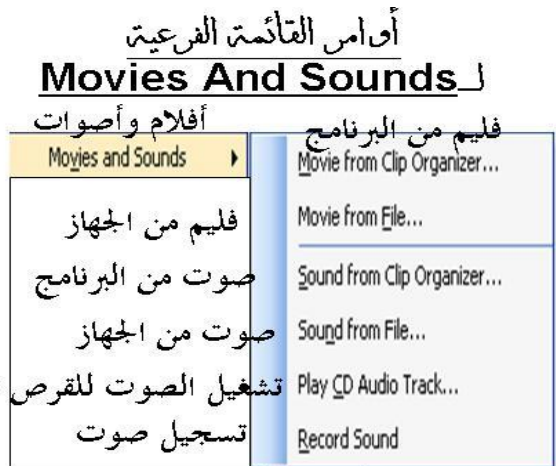 أوامر القائمة الفرعية
لـ Movies And Sounds
أفلام وأصوات
Movies and Sounds
فليم من البرنامج
Movie from Clip Organizer...
فليم من الجهاز
Movie from File...
صوت من البرنامج
Sound from Clip Organizer...
صوت من الجهاز
Sound from File...
تشغيل الصوت للقرص
Play CD Audio Track...
تسجيل صوت
Record Sound